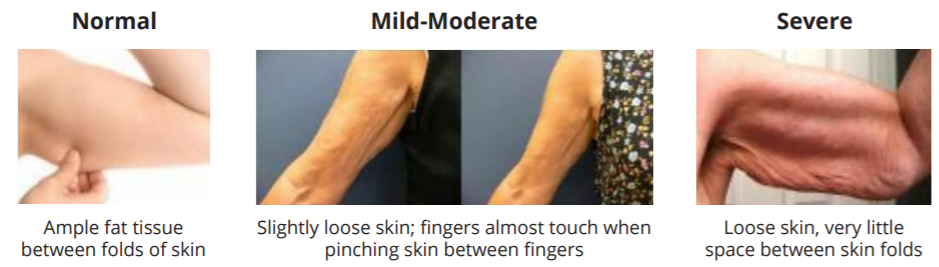 Normal
Mild-Moderate
Severe
Ample fat tissue
between folds of skin
Slightly loose skin; fingers almost touch when
pinching skin between fingers
Loose skin, very little
space between skin folds